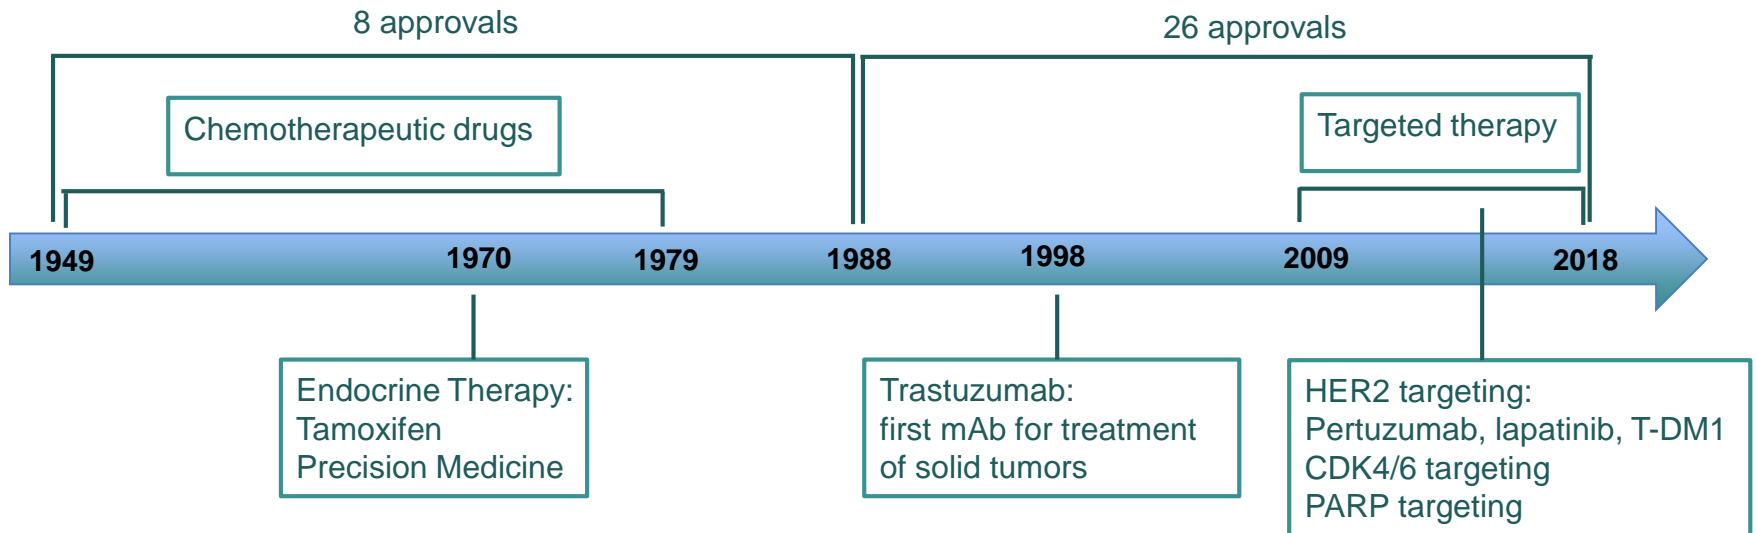 8 approvals
26 approvals
Chemotherapeutic drugs
Targeted therapy
1949
1970
1979
1988
1998
2009
2018
Endocrine Therapy:
Tamoxifen
Precision Medicine
Trastuzumab:
first mAb for treatment
of solid tumors
HER2 targeting:
Pertuzumab, lapatinib, T-DM1
CDK4/6 targeting
PARP targeting